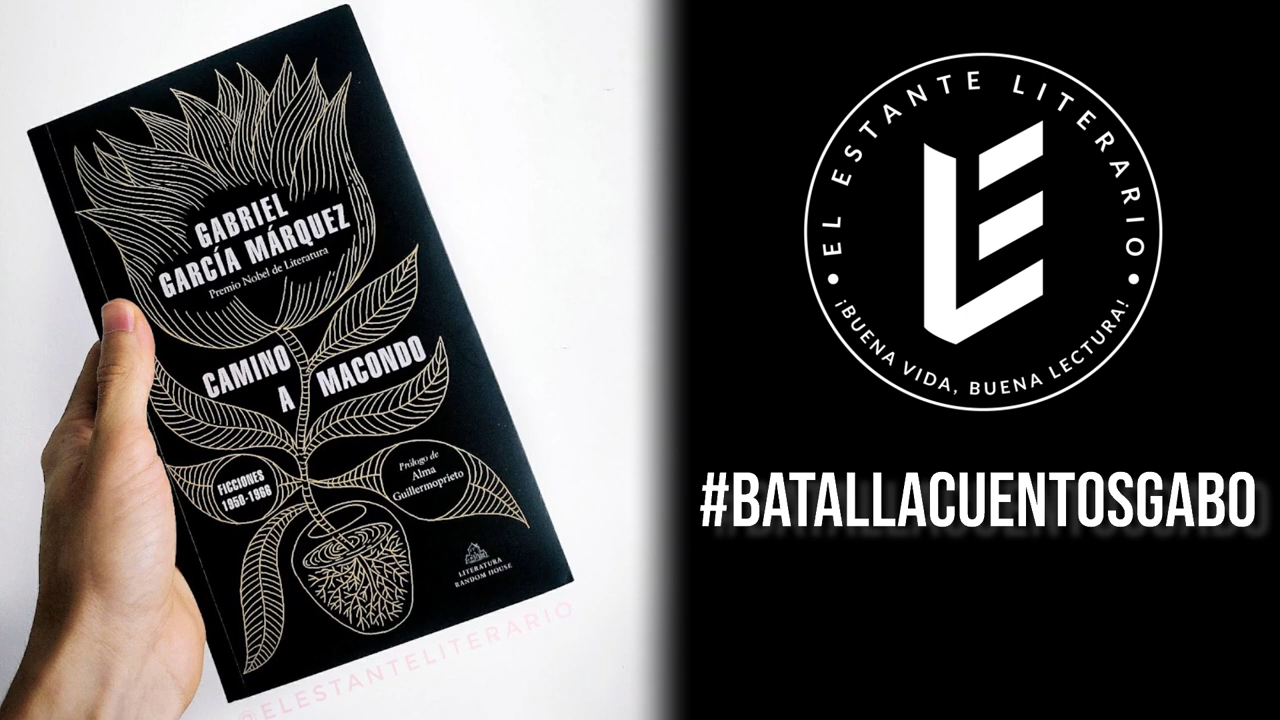 GABRIEL
GARCÍA MÁRQUEZ
Premio Nobel de Literatura
CAMINO
A
MACONDO
FICCIONES
1950-1966
Prólogo de
Alma
Guillermoprieto
LITERATURA
RANDOM HOUSE
@ELESTANTELITERARIO
EL ESTANTE LITERARIO
¡BUENA VIDA, BUENA LECTURA!
#BATALLACUENTOSGABO